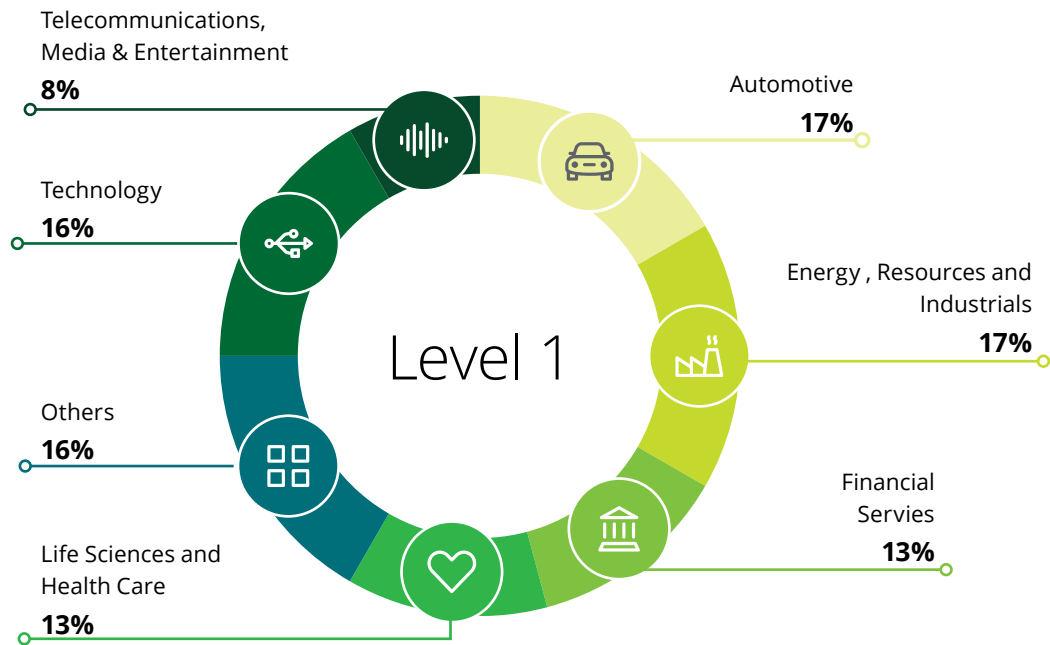 Telecommunications,
Media & Entertainment
8%
Automotive
17%
Technology
16%
Energy , Resources and
Industrials
17%
Level 1
Others
16%
Financial
Servies
13%
Life Sciences and
Health Care
13%